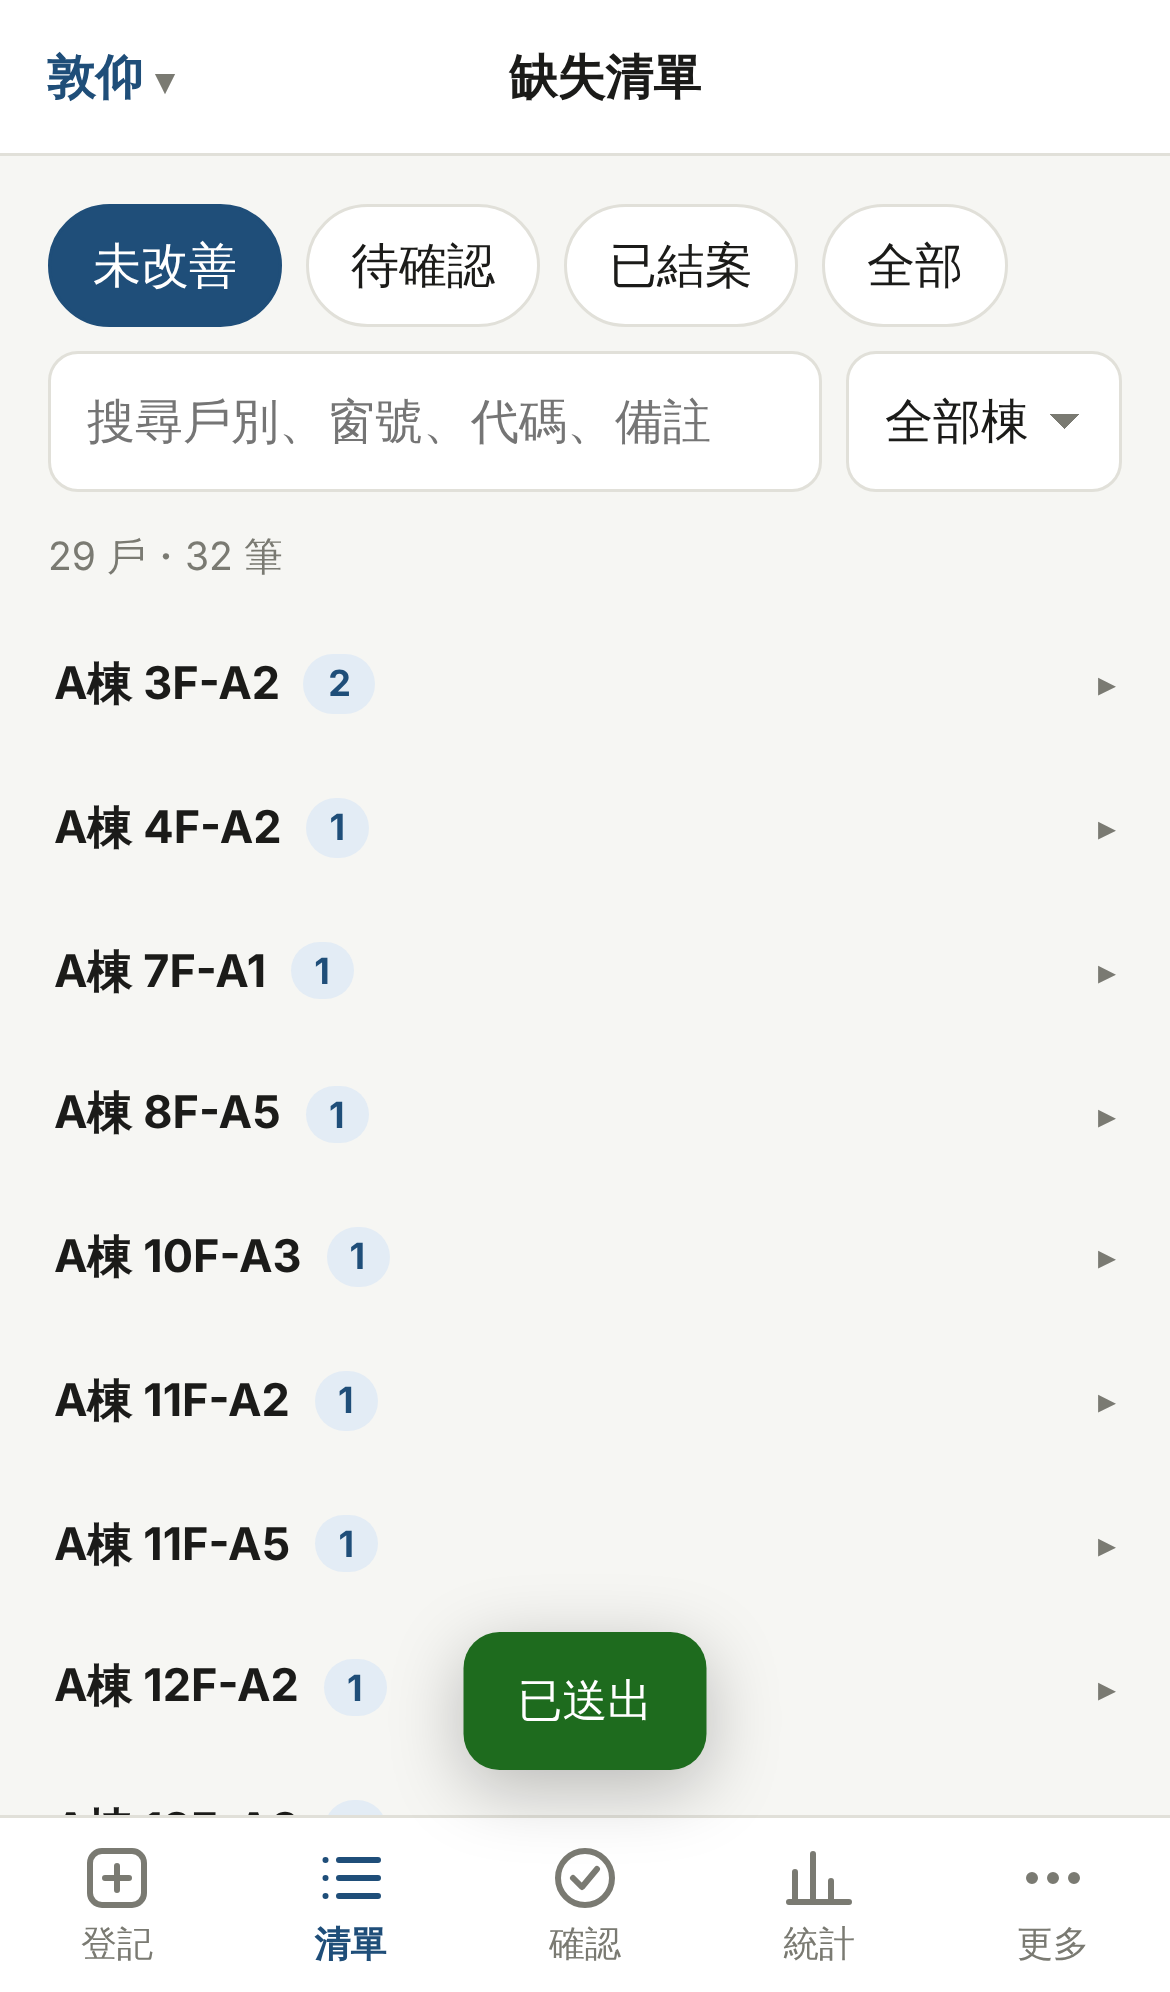 敦仰 ▾
缺失清單
未改善
待確認
已結案
全部
搜尋戶別、窗號、代碼、備註
全部棟
29 戶・32 筆
A棟 3F-A2 2
A棟 4F-A2 1
A棟 7F-A1 1
A棟 8F-A5 1
A棟 10F-A3 1
A棟 11F-A2 1
A棟 11F-A5 1
A棟 12F-A2 1
已送出
登記
清單
確認
統計
更多